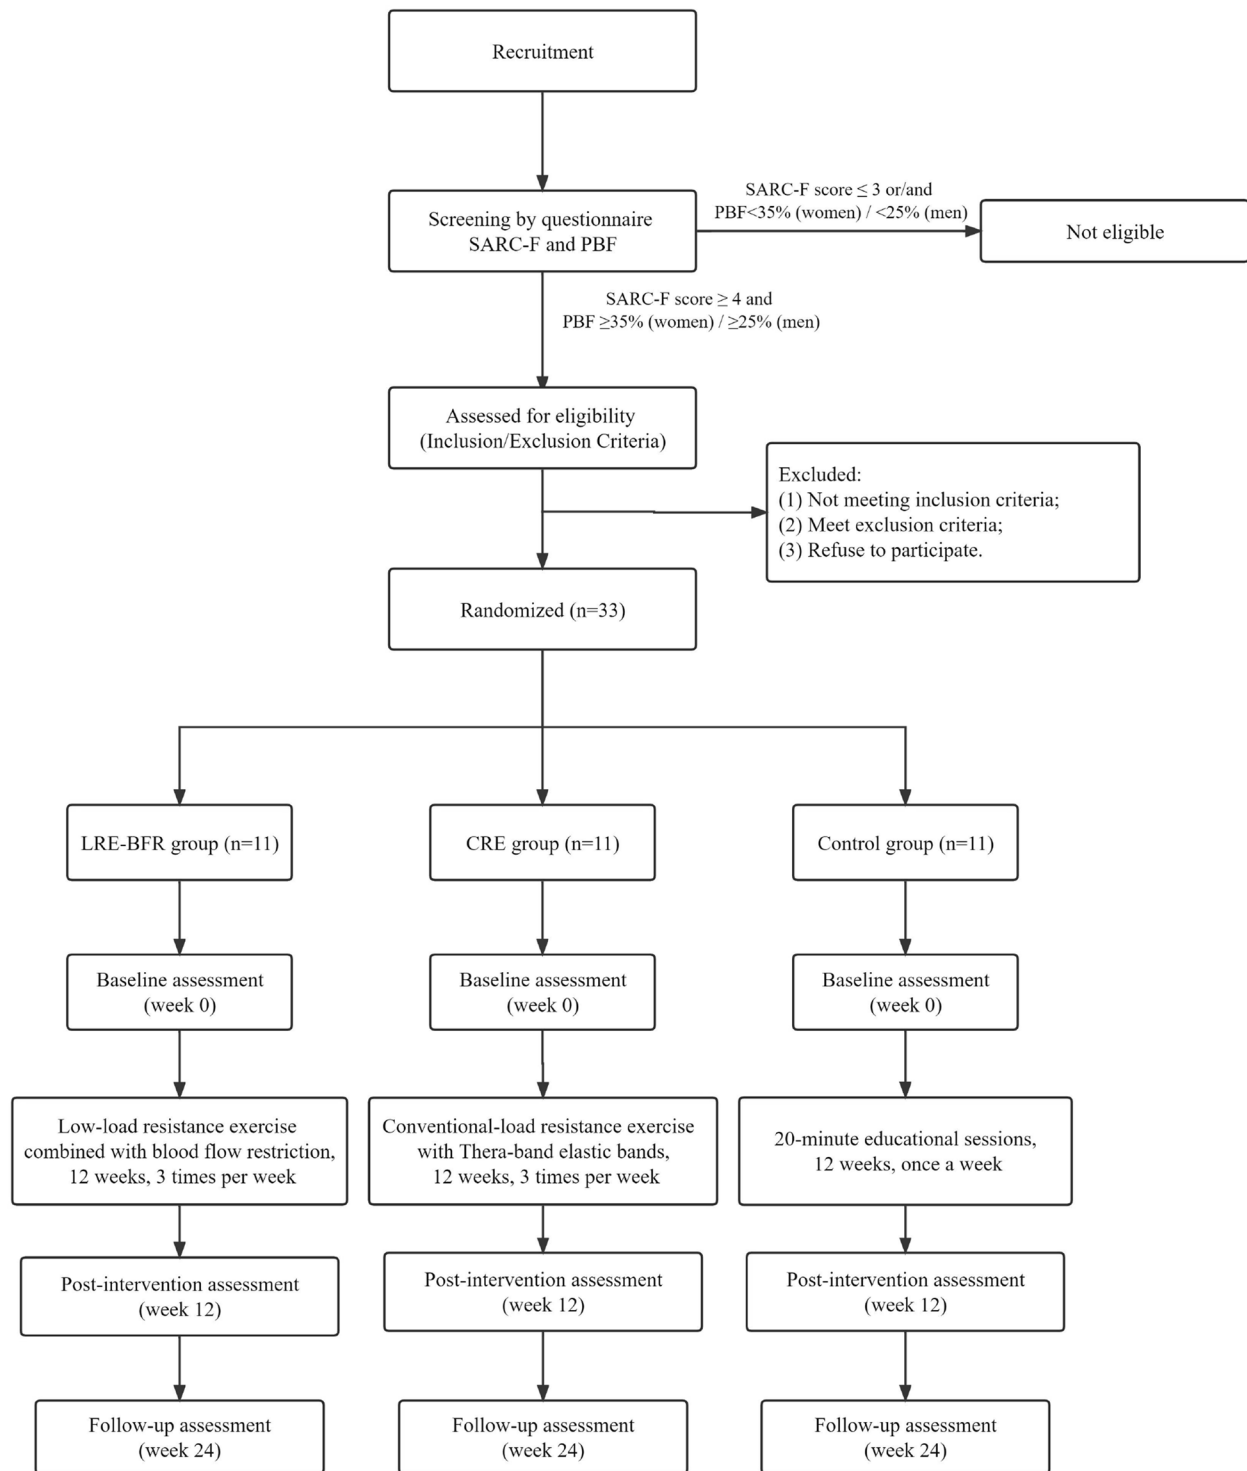 Recruitment
SARC-F score ≤ 3 or/and
PBF<35% (women) / <25% (men)
Screening by questionnaire
SARC-F and PBF
Not eligible
SARC-F score ≥ 4 and
PBF ≥35% (women) / ≥25% (men)
Assessed for eligibility
(Inclusion/Exclusion Criteria)
Excluded:
(1) Not meeting inclusion criteria;
(2) Meet exclusion criteria;
(3) Refuse to participate.
Randomized (n=33)
LRE-BFR group (n=11)
CRE group (n=11)
Control group (n=11)
Baseline assessment
(week 0)
Baseline assessment
(week 0)
Baseline assessment
(week 0)
Low-load resistance exercise
combined with blood flow restriction,
12 weeks, 3 times per week
Conventional-load resistance exercise
with Thera-band elastic bands,
12 weeks, 3 times per week
20-minute educational sessions,
12 weeks, once a week
Post-intervention assessment
(week 12)
Post-intervention assessment
(week 12)
Post-intervention assessment
(week 12)
Follow-up assessment
(week 24)
Follow-up assessment
(week 24)
Follow-up assessment
(week 24)